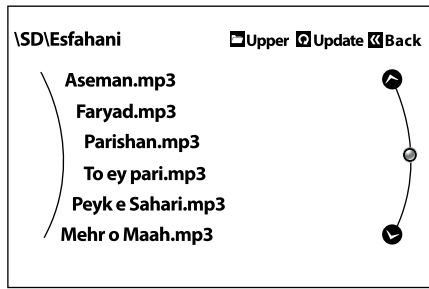 \SD\Esfahani Upper Update Back
Aseman.mp3
Faryad.mp3
Parishan.mp3
To ey pari.mp3
Peyk e Sahari.mp3
Mehr o Maah.mp3